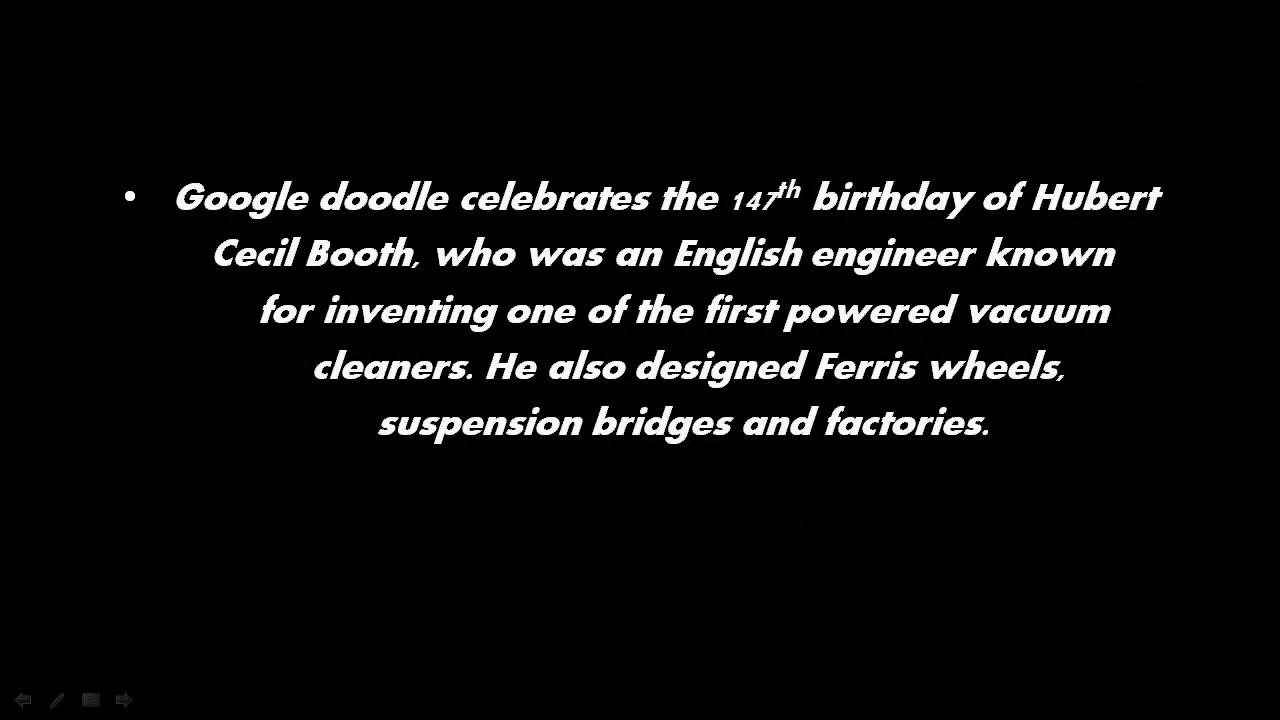 • Google doodle celebrates the 147th birthday of Hubert
Cecil Booth, who was an English engineer known
for inventing one of the first powered vacuum
cleaners. He also designed Ferris wheels,
suspension bridges and factories.